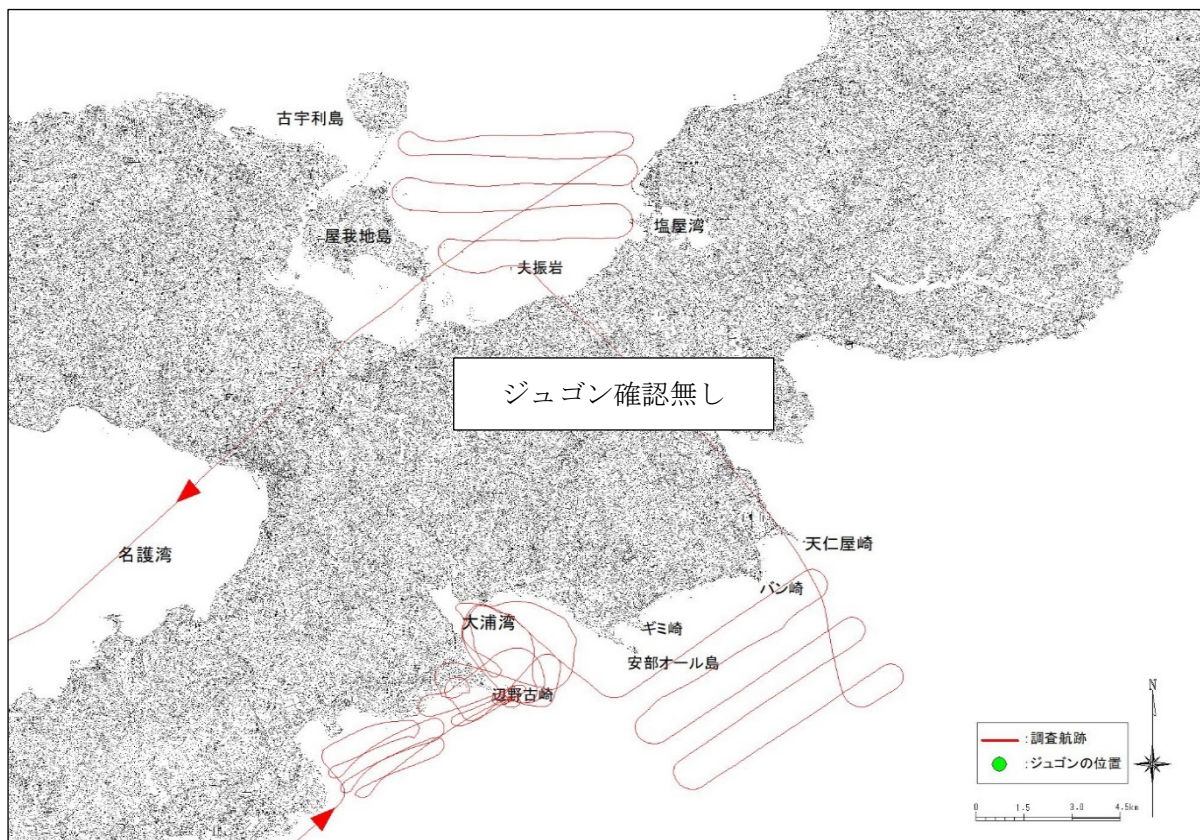 古宇利島
塩屋湾
屋我地島
夫振岩
ジュゴン確認無し
天仁屋崎
名護湾
バン崎
大浦湾
ギミ崎
安部オール島
辺野古崎
N
:調査航跡
:ジュゴンの位置
0 1.5 3.0 4.5km